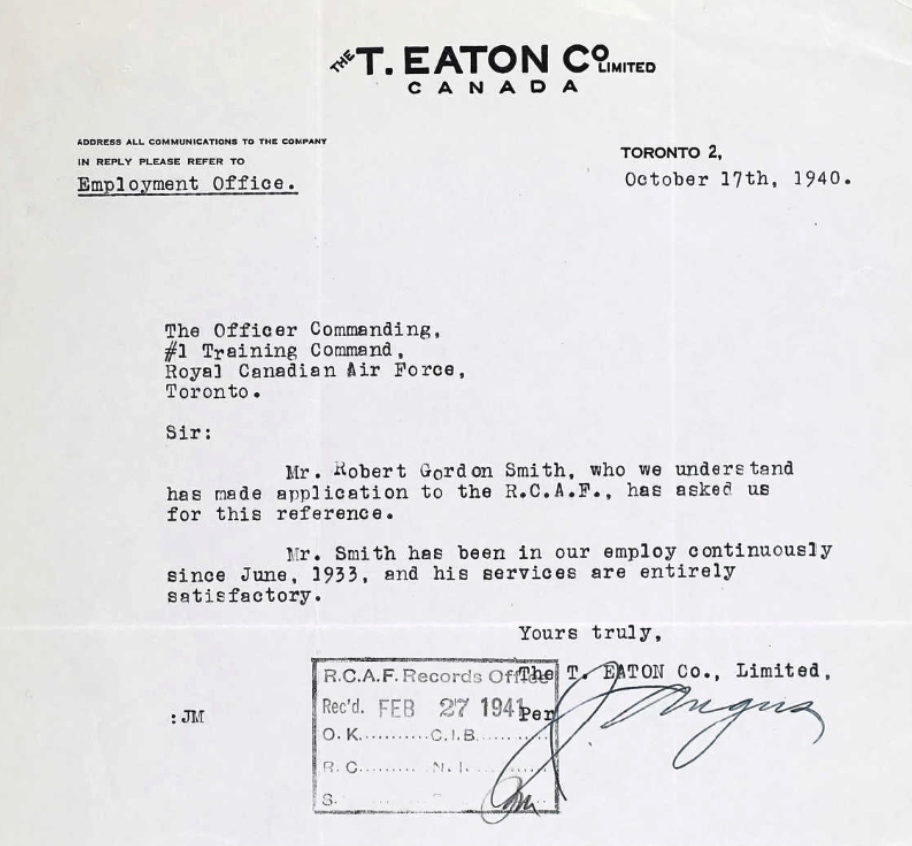 THE T. EATON CO LIMITED
CANADA
ADDRESS ALL COMMUNICATIONS TO THE COMPANY
IN REPLY PLEASE REFER TO
Employment Office.
TORONTO 2,
October 17th, 1940.
The Officer Commanding,
#1 Training Command,
Royal Canadian Air Force,
Toronto.
Sir:
Mr. Robert Gordon Smith, who we understand
has made application to the R.C.A.F., has asked us
for this reference.
Mr. Smith has been in our employ continuously
since June, 1933, and his services are entirely
satisfactory.
Yours truly,
The T. EATON Co., Limited,
Per J. Angus
:JM
R.C.A.F. Records Office
Rec'd. FEB 27 1941
O. K...........C.I.B..........
R. C......... N. I.
S.